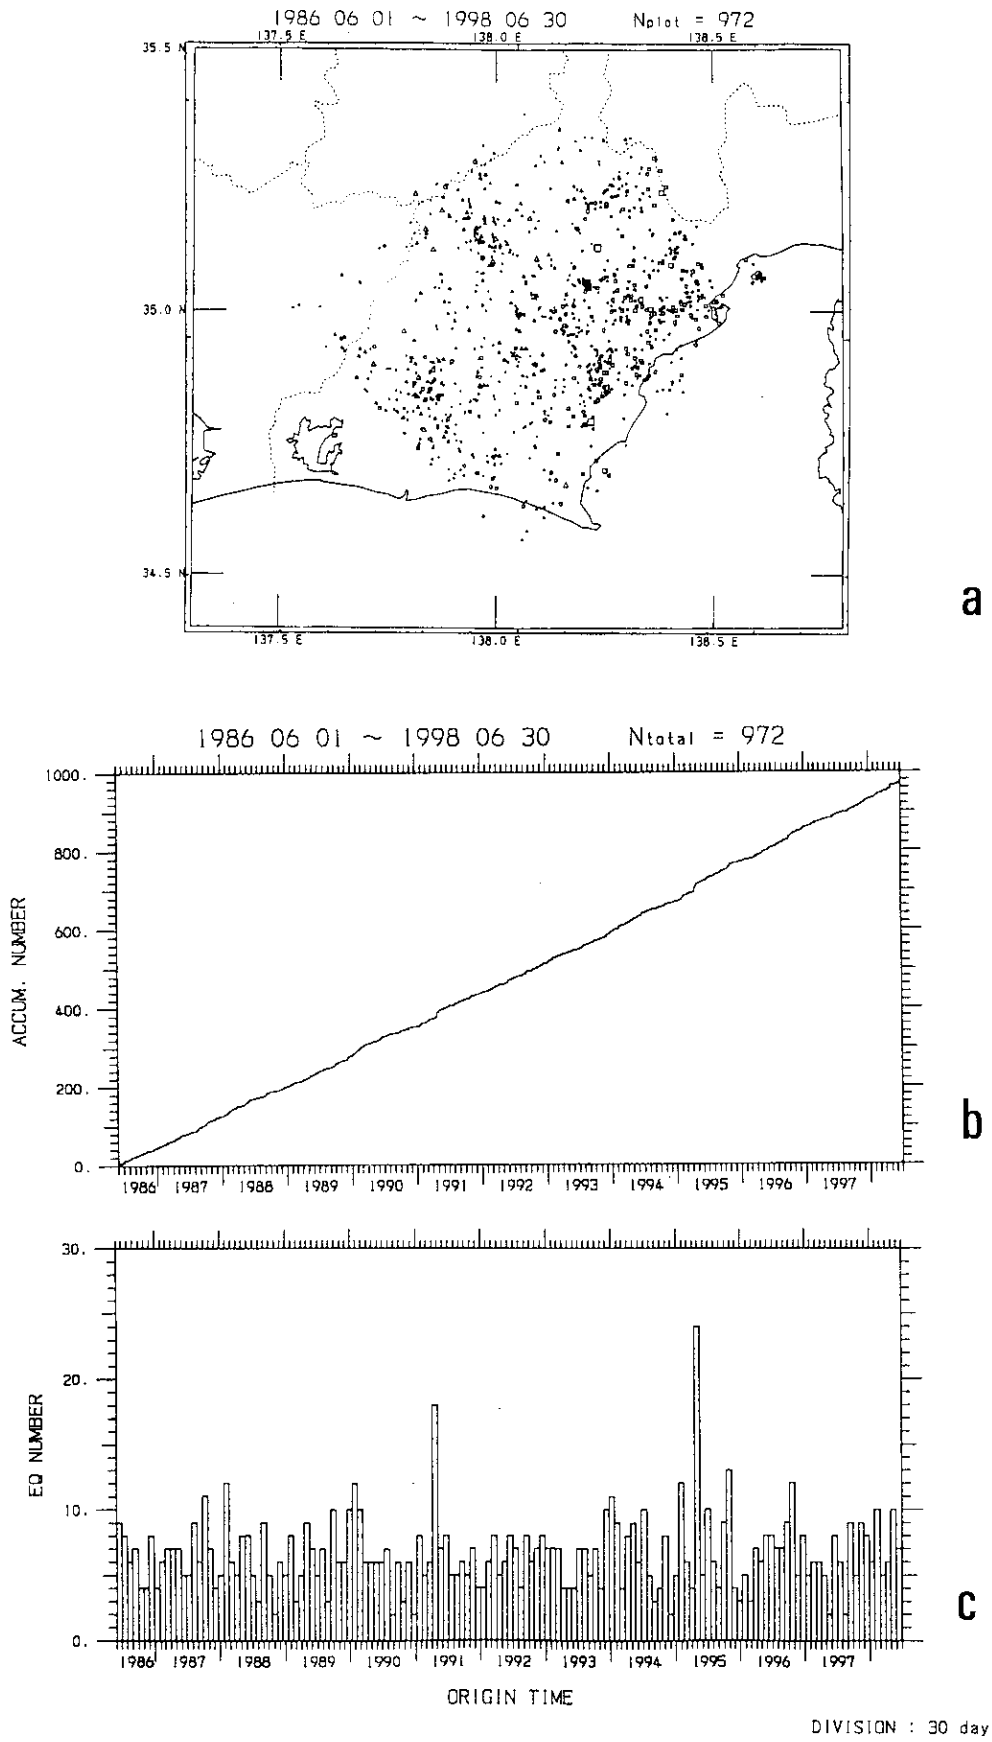 1986 06 01 ~ 1998 06 30 Nplot = 972
137.5 E 138.0 E 138.5 E
35.5 N
35.0 N
34.5 N
137.5 E 138.0 E 138.5 E
a
1986 06 01 ~ 1998 06 30 Ntotal = 972
1000.
800.
600.
400.
200.
0.
ACCUM. NUMBER
1986 1987 1988 1989 1990 1991 1992 1993 1994 1995 1996 1997
b
30.
20.
10.
0.
EQ NUMBER
1986 1987 1988 1989 1990 1991 1992 1993 1994 1995 1996 1997
c
ORIGIN TIME
DIVISION : 30 day